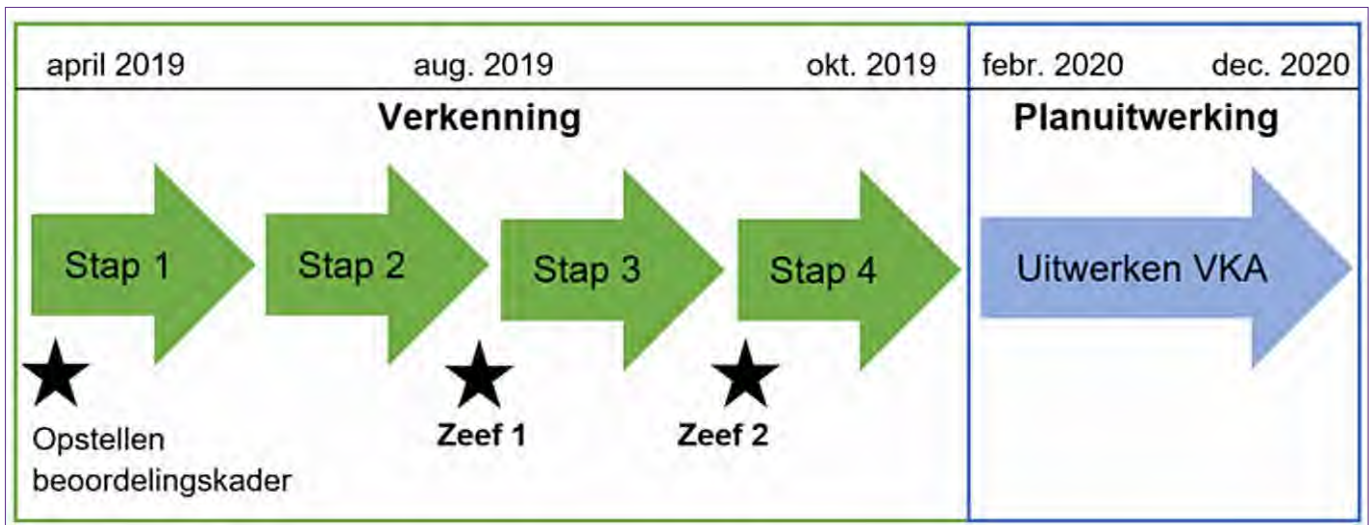 april 2019 aug. 2019 okt. 2019 febr. 2020 dec. 2020
Verkenning Planuitwerking
Stap 1 Stap 2 Stap 3 Stap 4 Uitwerken VKA
Opstellen
beoordelingskader
Zeef 1 Zeef 2